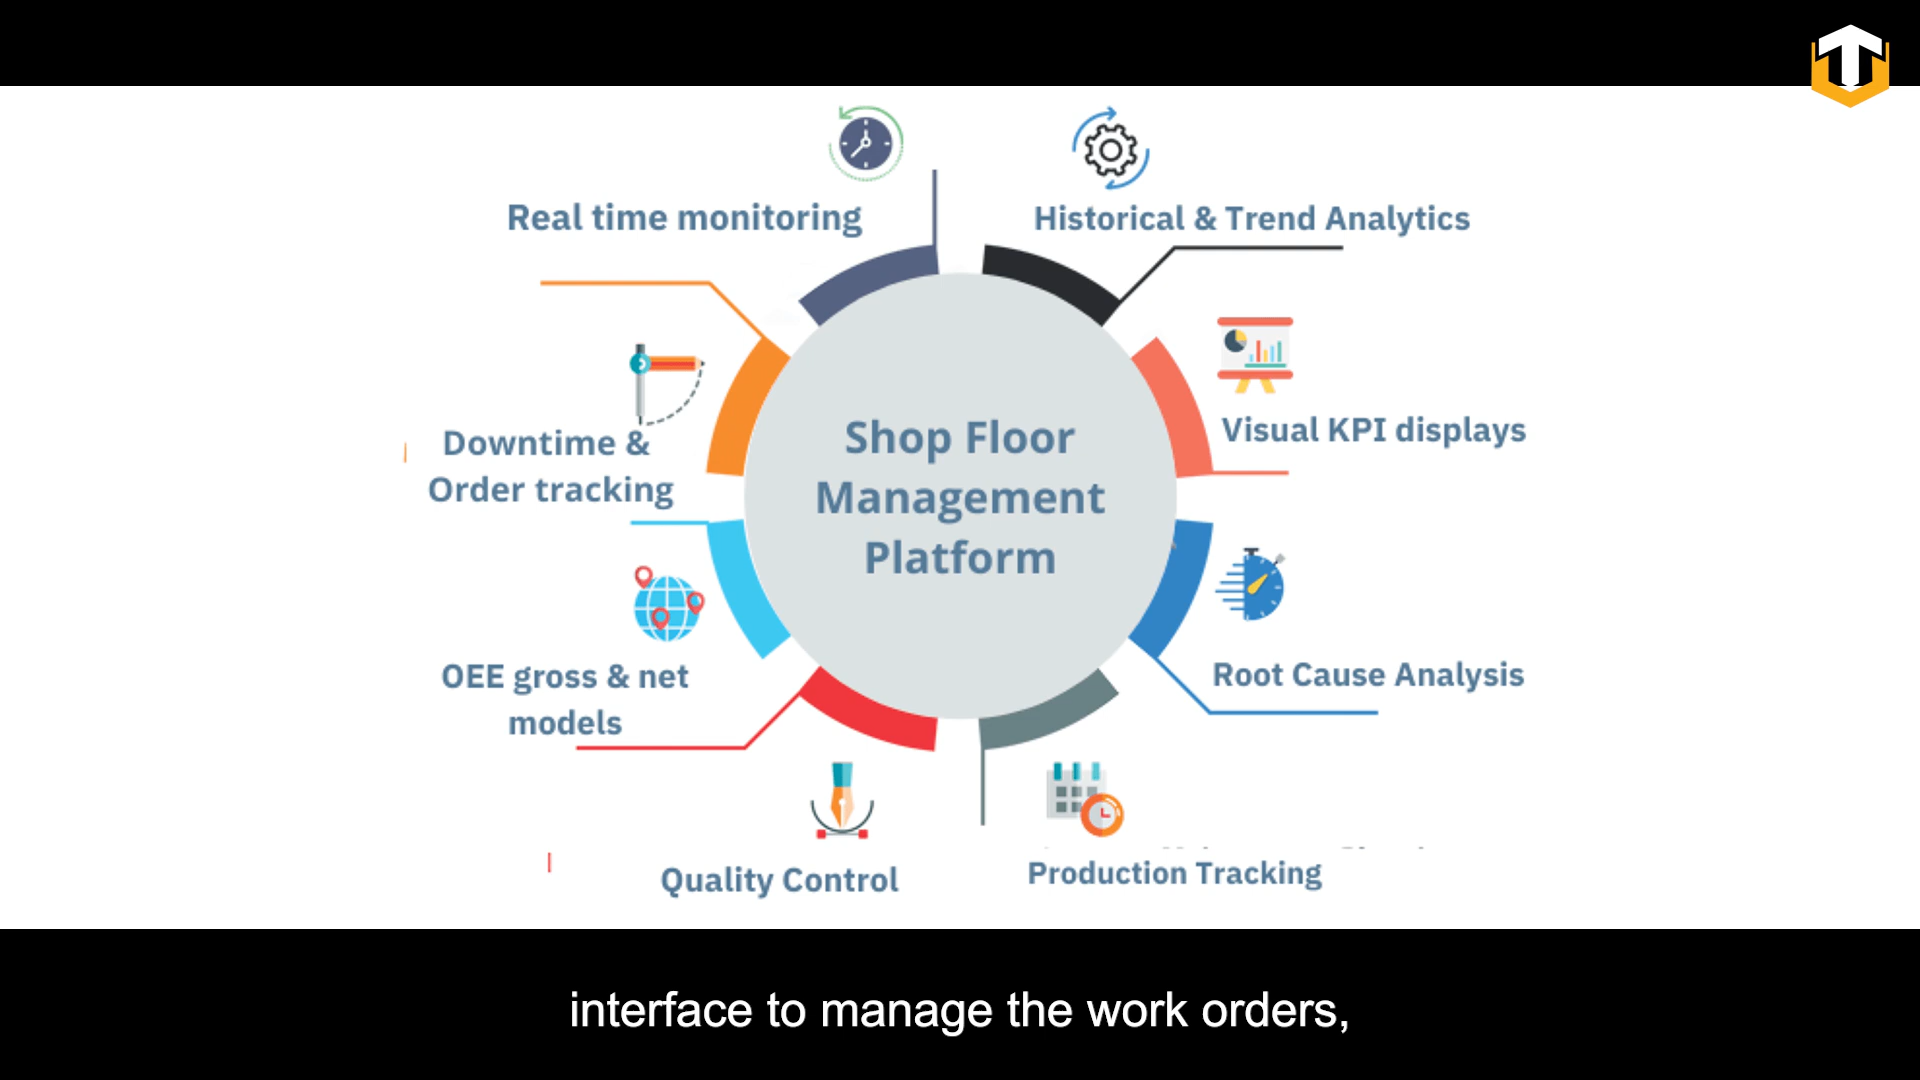 Real time monitoring
Historical & Trend Analytics
Downtime &
Order tracking
Visual KPI displays
Shop Floor
Management
Platform
OEE gross & net
models
Root Cause Analysis
Quality Control
Production Tracking
interface to manage the work orders,